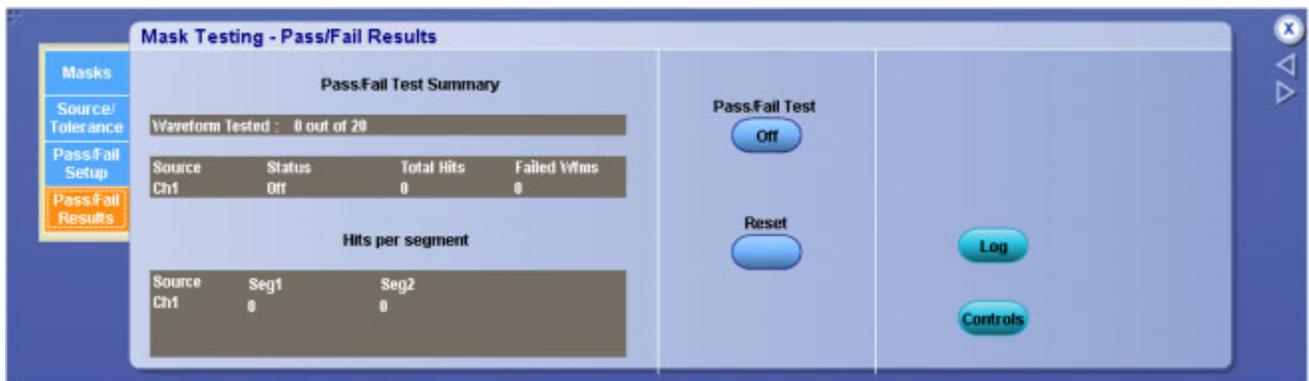 Mask Testing - Pass/Fail Results
X
Masks
Source/
Tolerance
Pass/Fail
Setup
Pass/Fail
Results
Pass/Fail Test Summary
Waveform Tested : 0 out of 20
Source Status Total Hits Failed Wfms
Ch1 Off 0 0
Hits per segment
Source Seg1 Seg2
Ch1 0 0
Pass/Fail Test
Off
Reset
Log
Controls